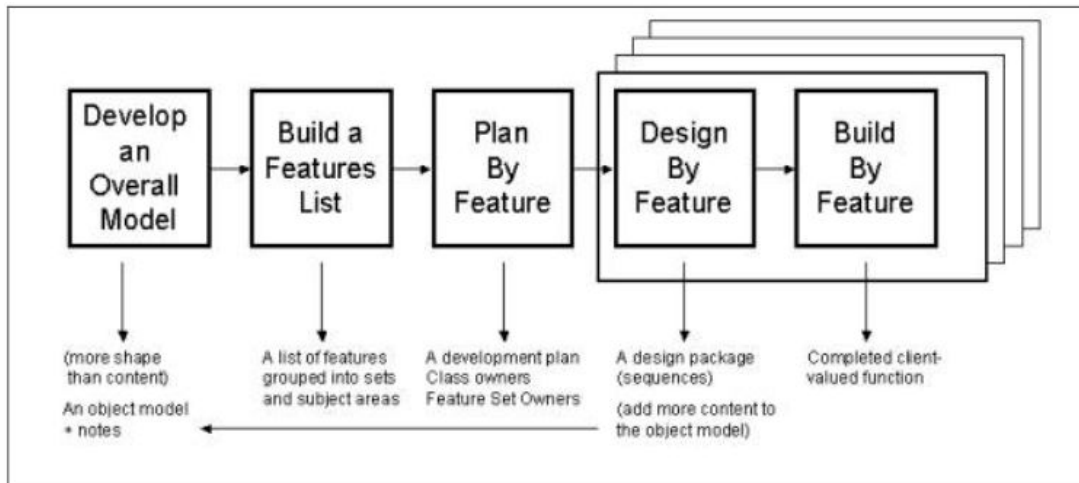 Develop
an
Overall
Model
Build a
Features
List
Plan
By
Feature
Design
By
Feature
Build
By
Feature
(more shape
than content)
An object model
+ notes
A list of features
grouped into sets
and subject areas
A development plan
Class owners
Feature Set Owners
A design package
(sequences)
(add more content to
the object model)
Completed client-
valued function